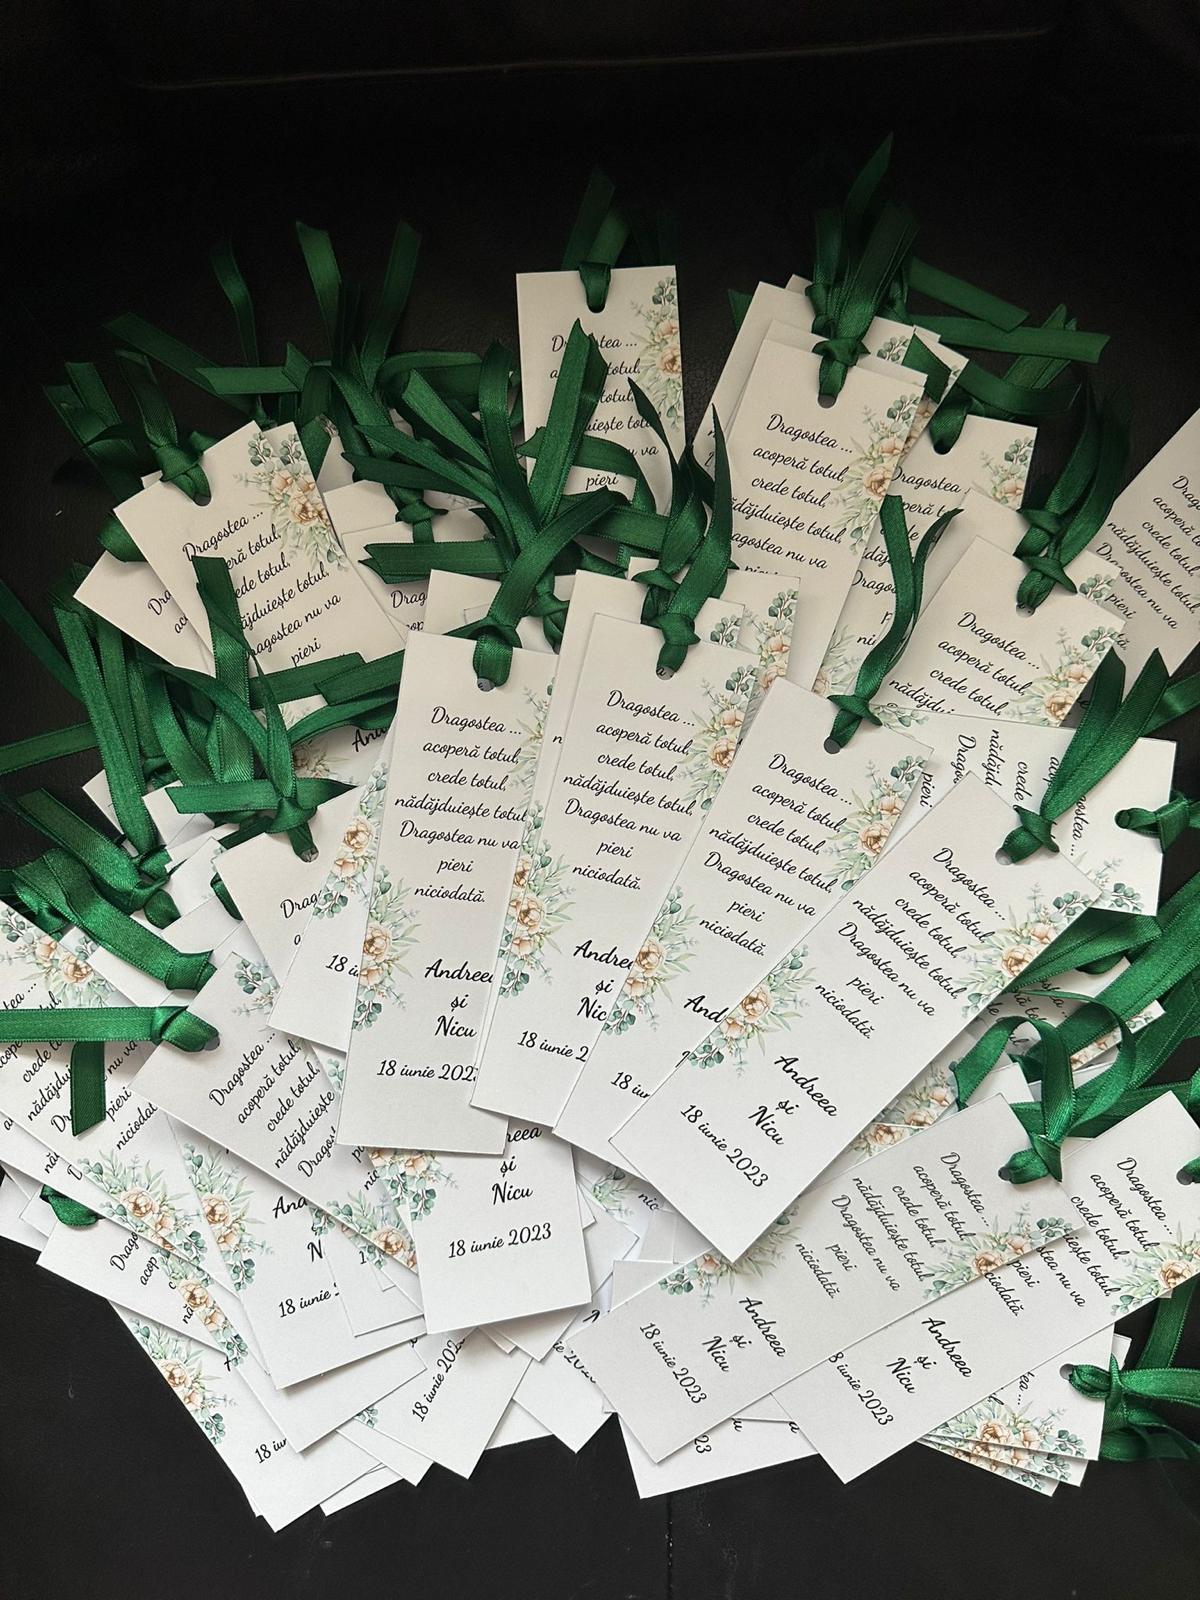 Dragostea ...
acoperă totul,
crede totul,
nădăjduiește totul,
Dragostea nu va
pieri
niciodată.
Andreea
și
Nicu
18 iunie 2023